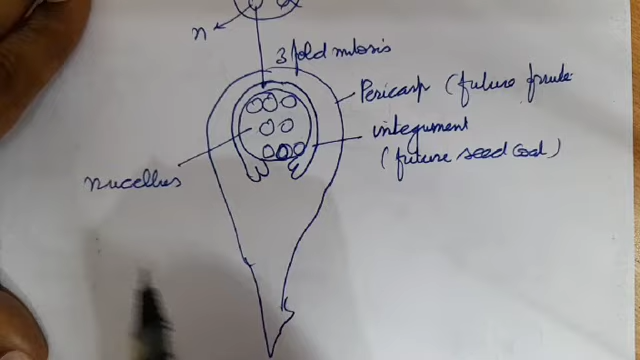 n
3 fold mitosis
Pericarp (future fruit
integument
(future seed coat)
nucellus